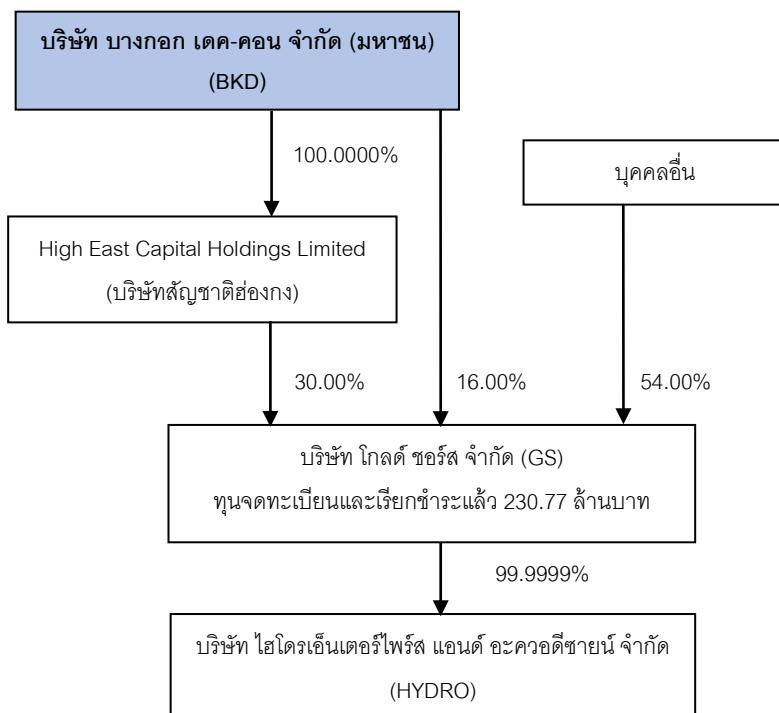 บริษัท บางกอก เดค-คอน จำกัด (มหาชน)
(BKD)
100.0000%
บุคคลอื่น
High East Capital Holdings Limited
(บริษัทสัญชาติฮ่องกง)
30.00%
16.00%
54.00%
บริษัท โกลด์ ชอร์ส จำกัด (GS)
ทุนจดทะเบียนและเรียกชำระแล้ว 230.77 ล้านบาท
99.9999%
บริษัท ไฮโดรเอ็นเตอร์ไพร์ส แอนด์ อะควอดีซายน์ จำกัด
(HYDRO)